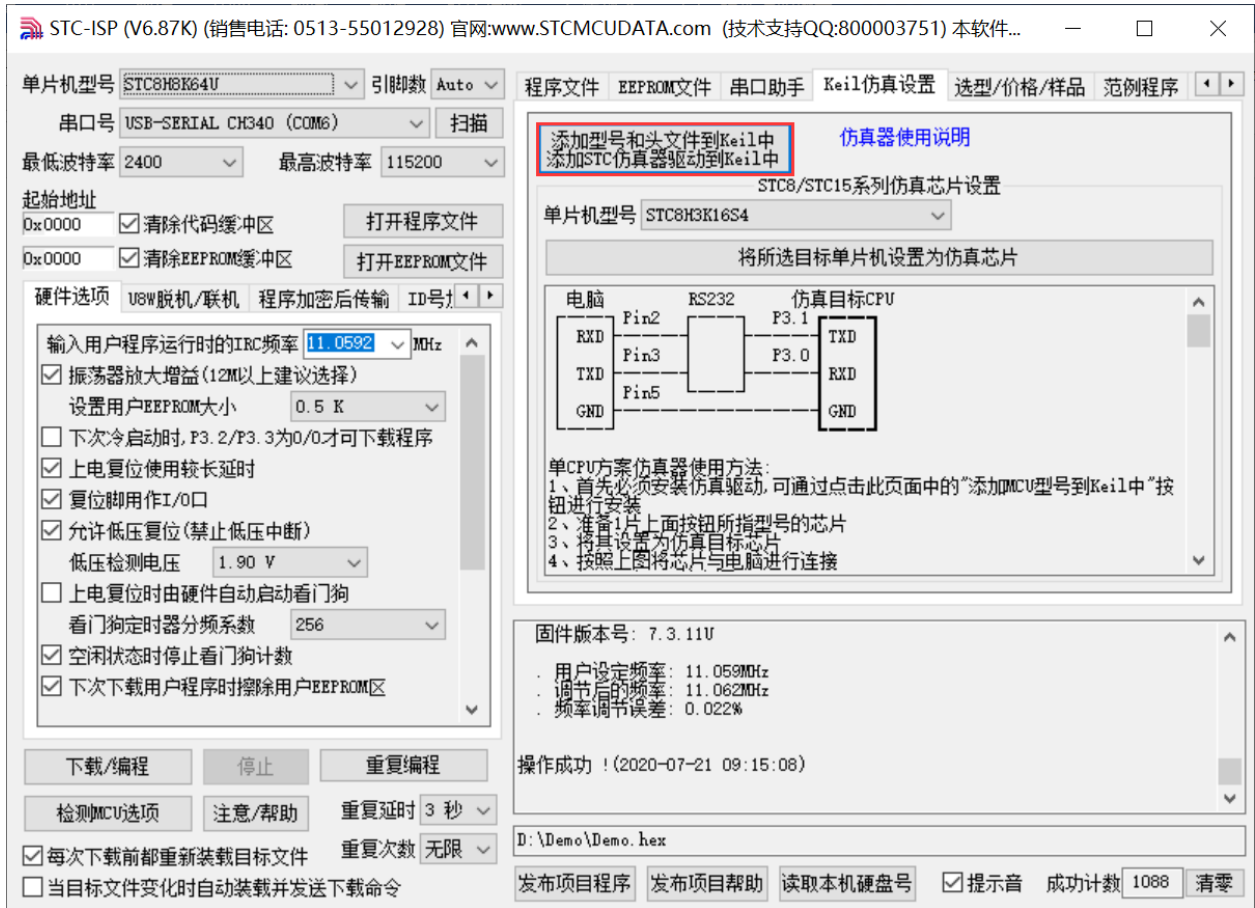 STC-ISP (V6.87K) (销售电话: 0513-55012928) 官网:www.STCMCUDATA.com (技术支持QQ:800003751) 本软件...
单片机型号 STC8H8K64U 引脚数 Auto
串口号 USB-SERIAL CH340 (COM6) 扫描
最低波特率 2400 最高波特率 115200
起始地址
0x0000 清除代码缓冲区 打开程序文件
0x0000 清除EEPROM缓冲区 打开EEPROM文件
硬件选项 U8W脱机/联机 程序加密后传输
输入用户程序运行时的IRC频率 11.0592 MHz
振荡器放大增益(12M以上建议选择)
设置用户EEPROM大小 0.5 K
下次冷启动时,P3.2/P3.3为0/0才可下载程序
上电复位使用较长延时
复位脚用作I/O口
允许低压复位(禁止低压中断)
低压检测电压 1.90 V
上电复位时由硬件自动启动看门狗
看门狗定时器分频系数 256
空闲状态时停止看门狗计数
下次下载用户程序时擦除用户EEPROM区
下载/编程 停止 重复编程
检测MCU选项 注意/帮助 重复延时 3 秒
重复次数 无限
每次下载前都重新装载目标文件
当目标文件变化时自动装载并发送下载命令
程序文件 EEPROM文件 串口助手 Keil仿真设置 选型/价格/样品 范例程序
添加型号和头文件到Keil中
添加STC仿真器驱动到Keil中
仿真器使用说明
STC8/STC15系列仿真芯片设置
单片机型号 STC8H3K16S4
将所选目标单片机设置为仿真芯片
电脑 RS232 仿真目标CPU
Pin2 P3.1
RXD TXD
Pin3 P3.0
TXD RXD
Pin5
GND GND
单CPU方案仿真器使用方法:
1、首先必须安装仿真驱动,可通过点击此页面中的"添加MCU型号到Keil中"按
钮进行安装
2、准备1片上面按钮所指型号的芯片
3、将其设置为仿真目标芯片
4、按照上图将芯片与电脑进行连接
固件版本号: 7.3.11U
. 用户设定频率: 11.059MHz
. 调节后的频率: 11.062MHz
. 频率调节误差: 0.022%
操作成功 !(2020-07-21 09:15:08)
D:\Demo\Demo.hex
发布项目程序 发布项目帮助 读取本机硬盘号 提示音 成功计数 1088 清零